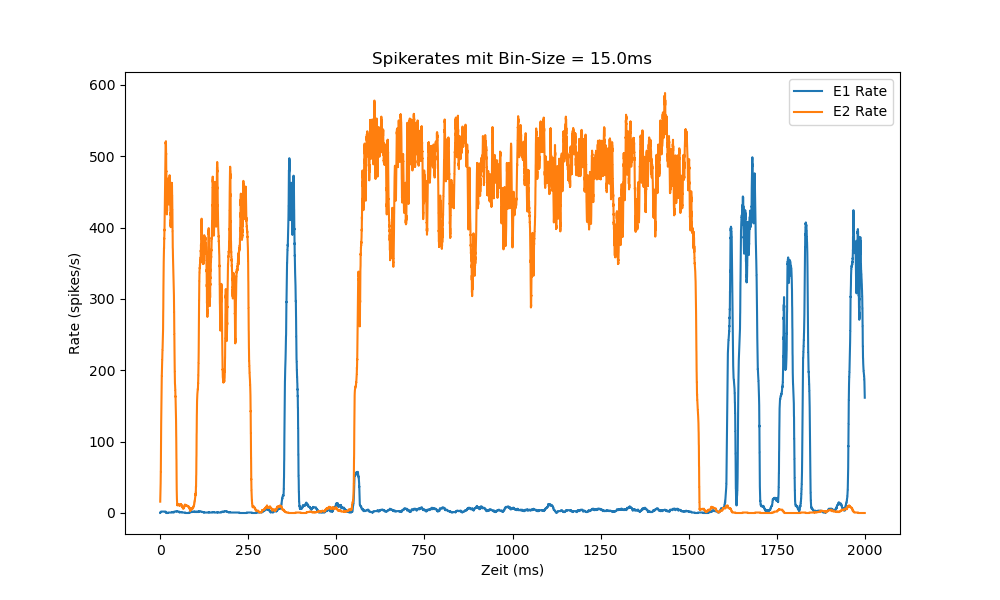 Spikerates mit Bin-Size = 15.0ms
E1 Rate
E2 Rate
Rate (spikes/s)
600
500
400
300
200
100
0
0 250 500 750 1000 1250 1500 1750 2000
Zeit (ms)